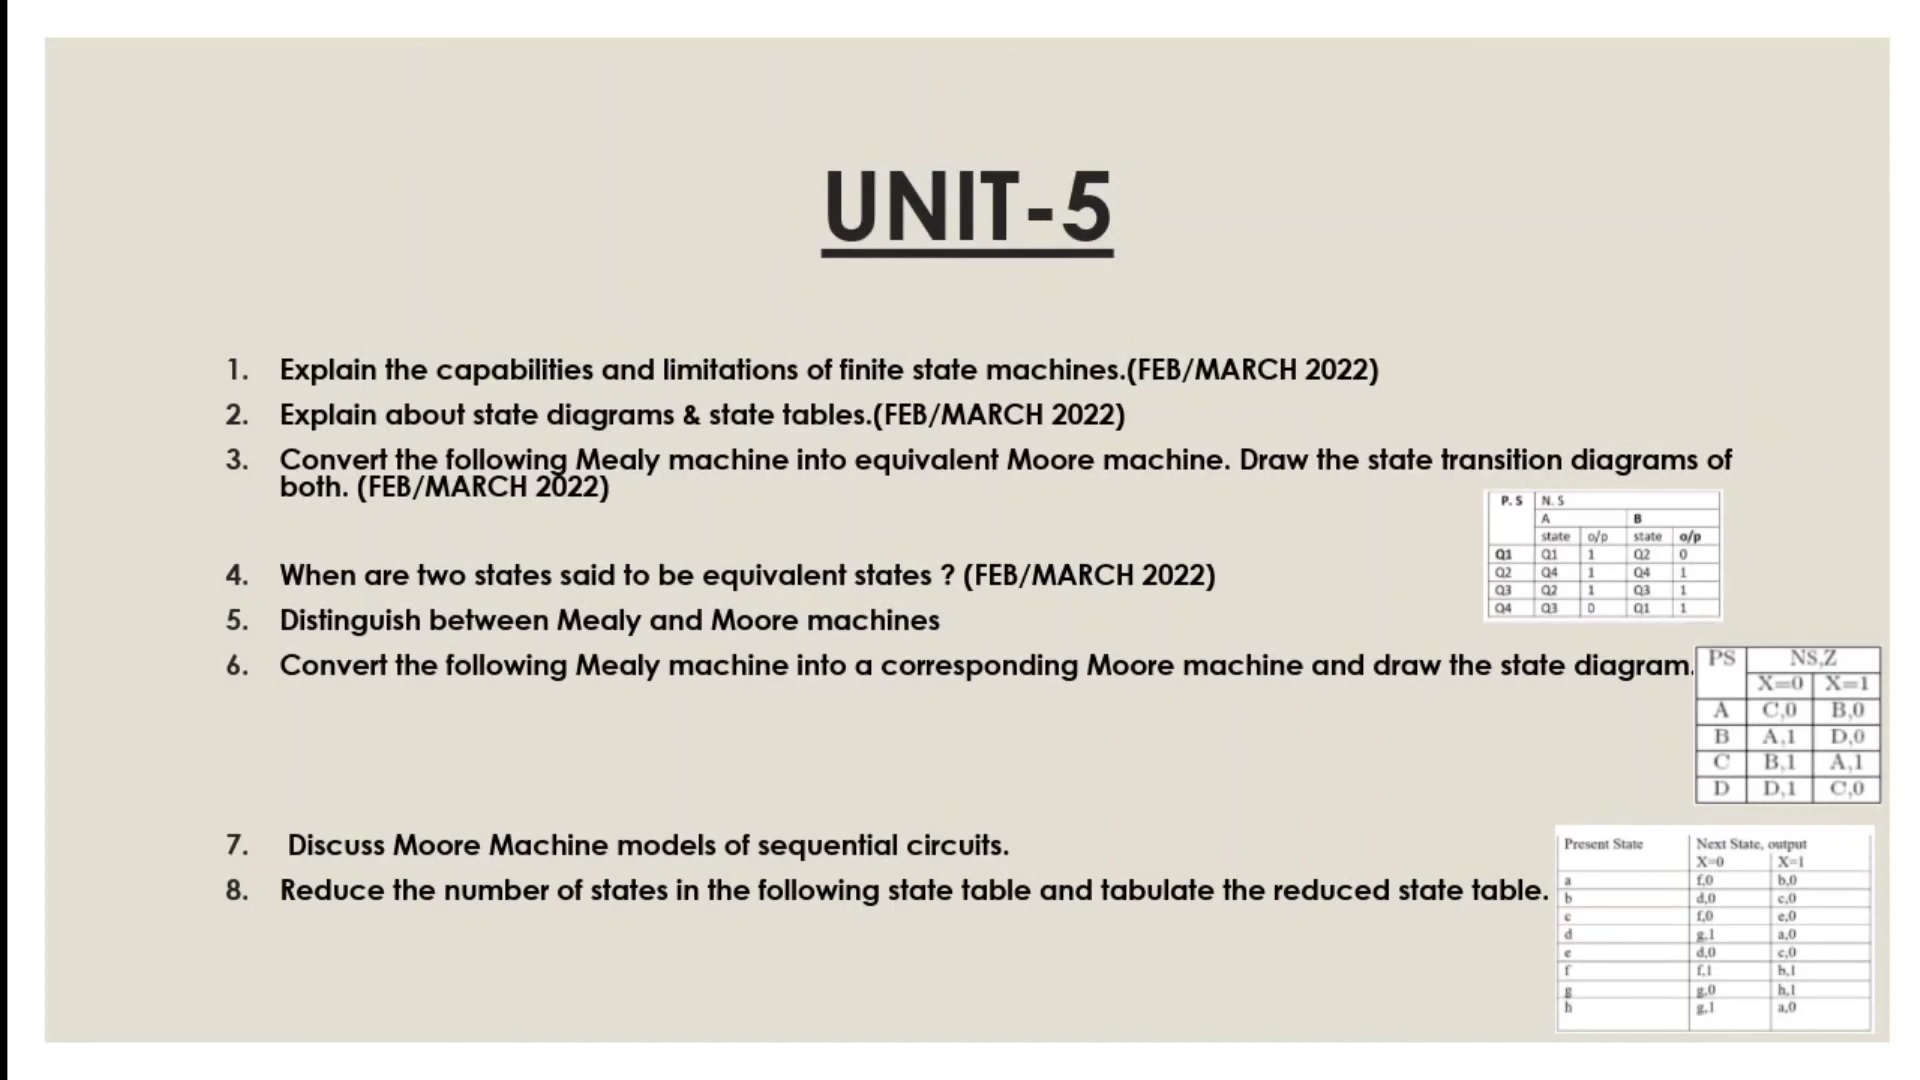 UNIT-5
1. Explain the capabilities and limitations of finite state machines.(FEB/MARCH 2022)
2. Explain about state diagrams & state tables.(FEB/MARCH 2022)
3. Convert the following Mealy machine into equivalent Moore machine. Draw the state transition diagrams of
both. (FEB/MARCH 2022)
P. S N. S
A B
state o/p state o/p
Q1 Q1 1 Q2 0
Q2 Q4 1 Q4 1
Q3 Q2 1 Q3 1
Q4 Q3 0 Q1 1
4. When are two states said to be equivalent states ? (FEB/MARCH 2022)
5. Distinguish between Mealy and Moore machines
6. Convert the following Mealy machine into a corresponding Moore machine and draw the state diagram.
PS NS,Z
X=0 X=1
A C,0 B,0
B A,1 D,0
C B,1 A,1
D D,1 C,0
7. Discuss Moore Machine models of sequential circuits.
8. Reduce the number of states in the following state table and tabulate the reduced state table.
Present State Next State, output
X=0 X=1
a f,0 b,0
b d,0 c,0
c f,0 e,0
d g,1 a,0
e d,0 c,0
f f,1 b,1
g g,0 h,1
h g,1 a,0